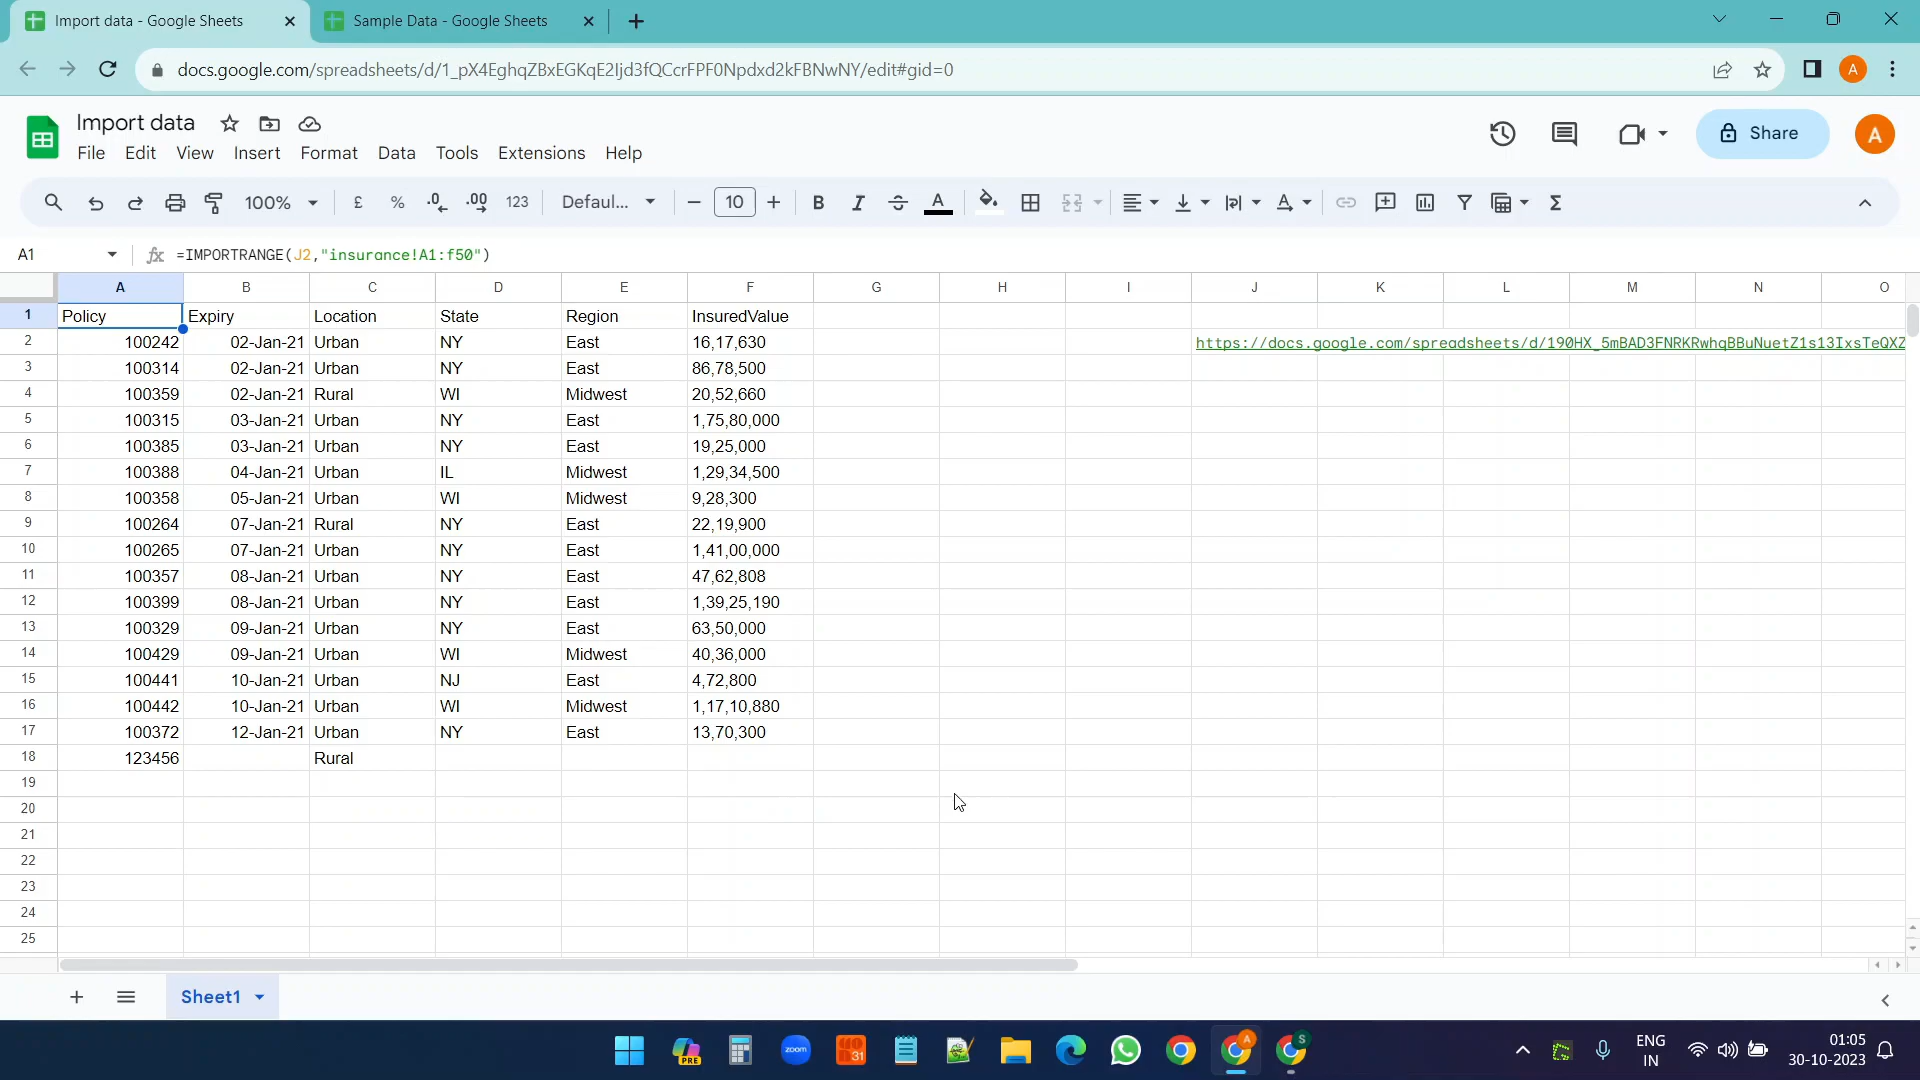 Import data - Google Sheets
Sample Data - Google Sheets
docs.google.com/spreadsheets/d/1_pX4EghqZBxEGKqE2Ijd3fQCcrFPF0Npdxd2kFBNwNY/edit#gid=0
A
Import data
File Edit View Insert Format Data Tools Extensions Help
Share
A
100% £ % .0 .00 123 Defaul... 10 B I A
A1 fx =IMPORTRANGE(J2,"insurance!A1:f50")
A B C D E F G H I J K L M N O
1 Policy Expiry Location State Region InsuredValue
2 100242 02-Jan-21 Urban NY East 16,17,630 https://docs.google.com/spreadsheets/d/190HX_5mBAD3FNRKRwhqBBuNuetZ1s13IxsTeQXZ
3 100314 02-Jan-21 Urban NY East 86,78,500
4 100359 02-Jan-21 Rural WI Midwest 20,52,660
5 100315 03-Jan-21 Urban NY East 1,75,80,000
6 100385 03-Jan-21 Urban NY East 19,25,000
7 100388 04-Jan-21 Urban IL Midwest 1,29,34,500
8 100358 05-Jan-21 Urban WI Midwest 9,28,300
9 100264 07-Jan-21 Rural NY East 22,19,900
10 100265 07-Jan-21 Urban NY East 1,41,00,000
11 100357 08-Jan-21 Urban NY East 47,62,808
12 100399 08-Jan-21 Urban NY East 1,39,25,190
13 100329 09-Jan-21 Urban NY East 63,50,000
14 100429 09-Jan-21 Urban WI Midwest 40,36,000
15 100441 10-Jan-21 Urban NJ East 4,72,800
16 100442 10-Jan-21 Urban WI Midwest 1,17,10,880
17 100372 12-Jan-21 Urban NY East 13,70,300
18 123456 Rural
19
20
21
22
23
24
25
Sheet1
PRE zoom 31 A S
ENG
IN
01:05
30-10-2023